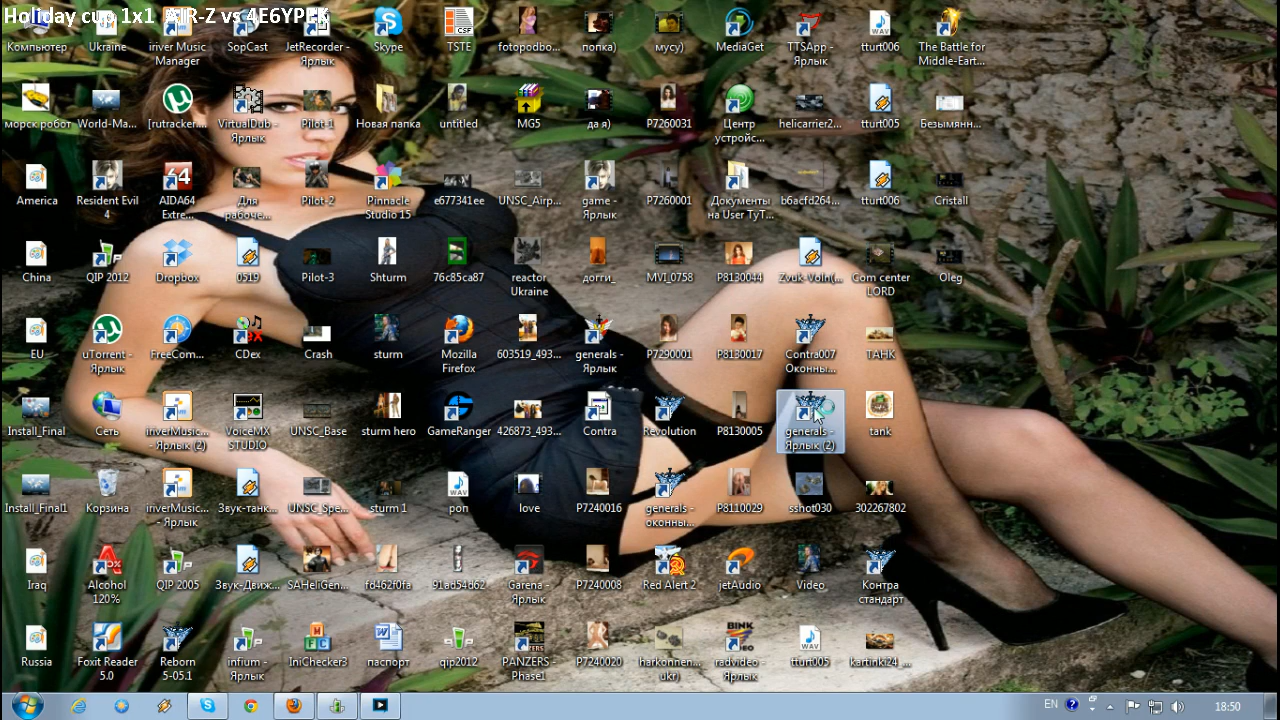 Holiday cup 1x1 AIR-Z vs 4E6YPEK
Компьютер
Ukraine
iriver Music
Manager
SopCast
JetRecorder -
Ярлык
Skype
TSTE
fotopodbo...
попка)
мусу)
MediaGet
TTSApp -
Ярлык
tturt006
The Battle for
Middle-Eart...
морск робот
World-Ma...
[rutracker....
VirtualDub -
Ярлык
Pilot-1
Новая папка
untitled
MG5
да я)
P7260031
Центр
устройс...
helicarrier2...
tturt005
Безымянн...
America
Resident Evil
4
AIDA64
Extre...
Для
рабоче...
Pilot-2
Pinnacle
Studio 15
e677341ee
UNSC_Airp...
game -
Ярлык
P7260001
Документы
на User TyT...
b6acfd264...
tturt006
Cristall
China
QIP 2012
Dropbox
0519
Pilot-3
Shturm
76c85ca87
reactor
Ukraine
догги_
MVI_0758
P8130044
Zvuk-Voln(...
Com center
LORD
Oleg
EU
uTorrent -
Ярлык
FreeCom...
CDex
Crash
sturm
Mozilla
Firefox
603519_493...
generals -
Ярлык
P7290001
P8130017
Contra007
Оконны...
ТАНК
Install_Final
Сеть
iriverMusic...
- Ярлык (2)
VoiceMX
STUDIO
UNSC_Base
sturm hero
GameRanger
426873_493...
Contra
Revolution
P8130005
generals -
Ярлык (2)
tank
Install_Final1
Корзина
iriverMusic...
- Ярлык
Звук-танк...
UNSC_Spe...
sturm 1
pon
love
P7240016
generals -
оконны...
P8110029
sshot030
302267802
Iraq
Alcohol
120%
QIP 2005
Звук-Движ...
SAHeliGen...
fd462f0fa
91ad54d62
Garena -
Ярлык
P7240008
Red Alert 2
jetAudio
Video
Контра
стандарт
Russia
Foxit Reader
5.0
Reborn
5-05.1
infium -
Ярлык
IniChecker3
паспорт
qip2012
PANZERS -
Phase1
P7240020
harkonnen...
ukr)
radvideo -
Ярлык
tturt005
kartinki24_...
EN
18:50